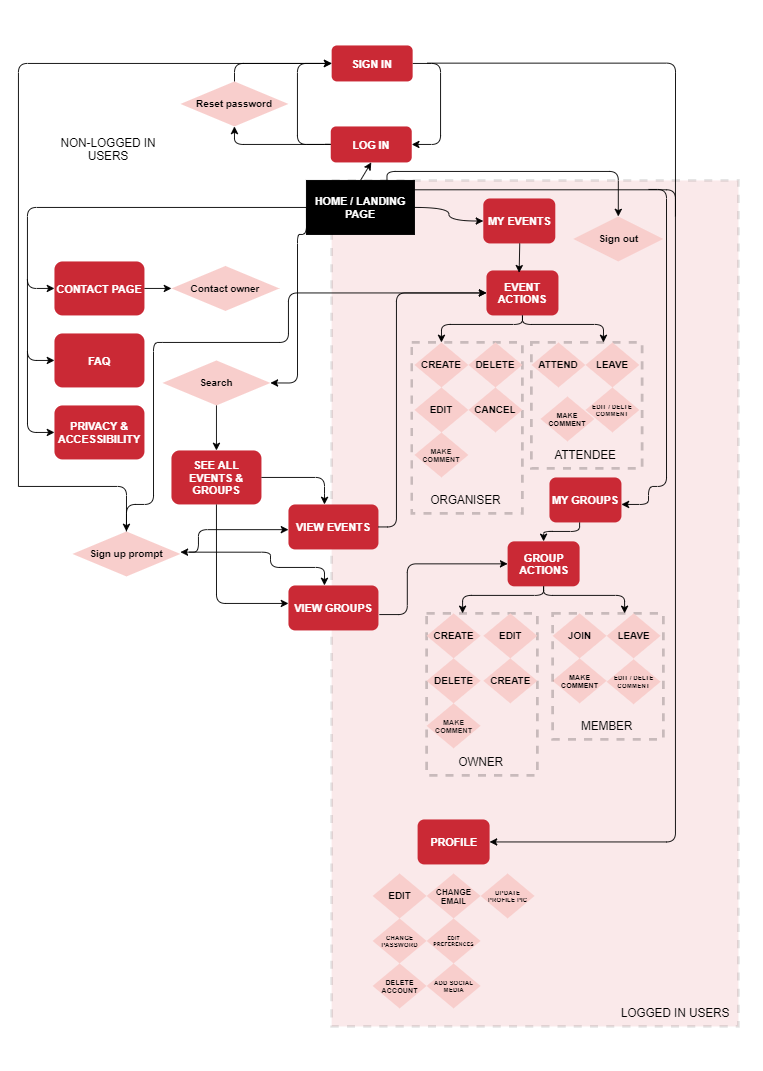 SIGN IN
Reset password
NON-LOGGED IN
USERS
LOG IN
HOME / LANDING
PAGE
MY EVENTS
Sign out
CONTACT PAGE
Contact owner
EVENT
ACTIONS
FAQ
Search
CREATE
DELETE
ATTEND
LEAVE
PRIVACY &
ACCESSIBILITY
EDIT
CANCEL
MAKE
COMMENT
EDIT / DELTE
COMMENT
MAKE
COMMENT
ATTENDEE
SEE ALL
EVENTS &
GROUPS
ORGANISER
MY GROUPS
VIEW EVENTS
Sign up prompt
GROUP
ACTIONS
VIEW GROUPS
CREATE
EDIT
JOIN
LEAVE
DELETE
CREATE
MAKE
COMMENT
EDIT / DELTE
COMMENT
MAKE
COMMENT
MEMBER
OWNER
PROFILE
EDIT
CHANGE
EMAIL
UPDATE
PROFILE PIC
CHANGE
PASSWORD
EDIT
PREFERENCES
DELETE
ACCOUNT
ADD SOCIAL
MEDIA
LOGGED IN USERS